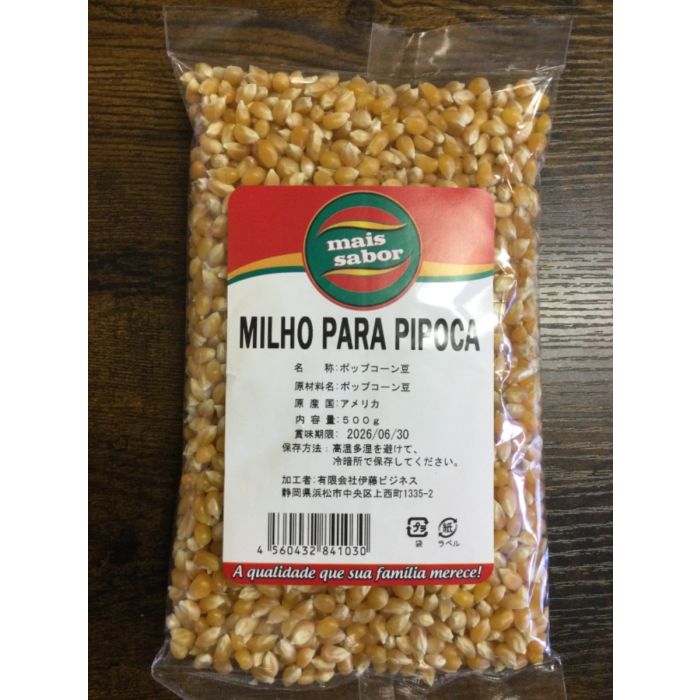 mais
sabor
MILHO PARA PIPOCA
名　称:ポップコーン豆
原材料名:ポップコーン豆
原 産 国:アメリカ
内 容 量:５００ｇ
賞味期限: 2026/06/30
保存方法：高温多湿を避けて、
冷暗所で保存してください。
加工者:有限会社伊藤ビジネス
静岡県浜松市中央区上西町1335-2
4 560432 841030
プラ 紙
袋 ラベル
A qualidade que sua família merece!